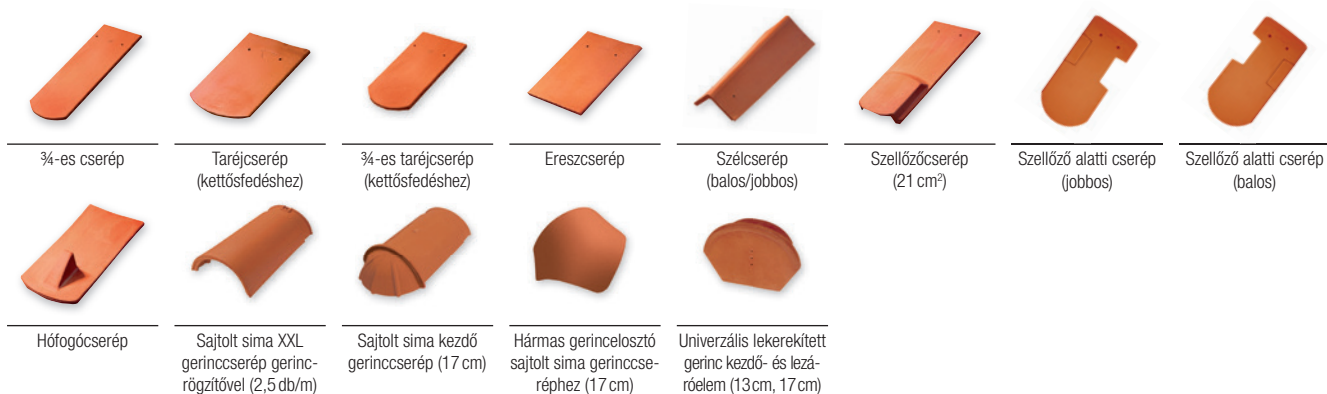 ¾-es cserép
Taréjcserép
(kettősfedéshez)
¾-es taréjcserép
(kettősfedéshez)
Ereszcserép
Szélcserép
(balos/jobbos)
Szellőzőcserép
(21 cm²)
Szellőző alatti cserép
(jobbos)
Szellőző alatti cserép
(balos)
Hófogócserép
Sajtolt sima XXL
gerinccserép gerinc-
rögzítővel (2,5 db/m)
Sajtolt sima kezdő
gerinccserép (17 cm)
Hármas gerincelosztó
sajtolt sima gerinccse-
réphez (17 cm)
Univerzális lekerekített
gerinc kezdő- és lezá-
róelem (13 cm, 17 cm)